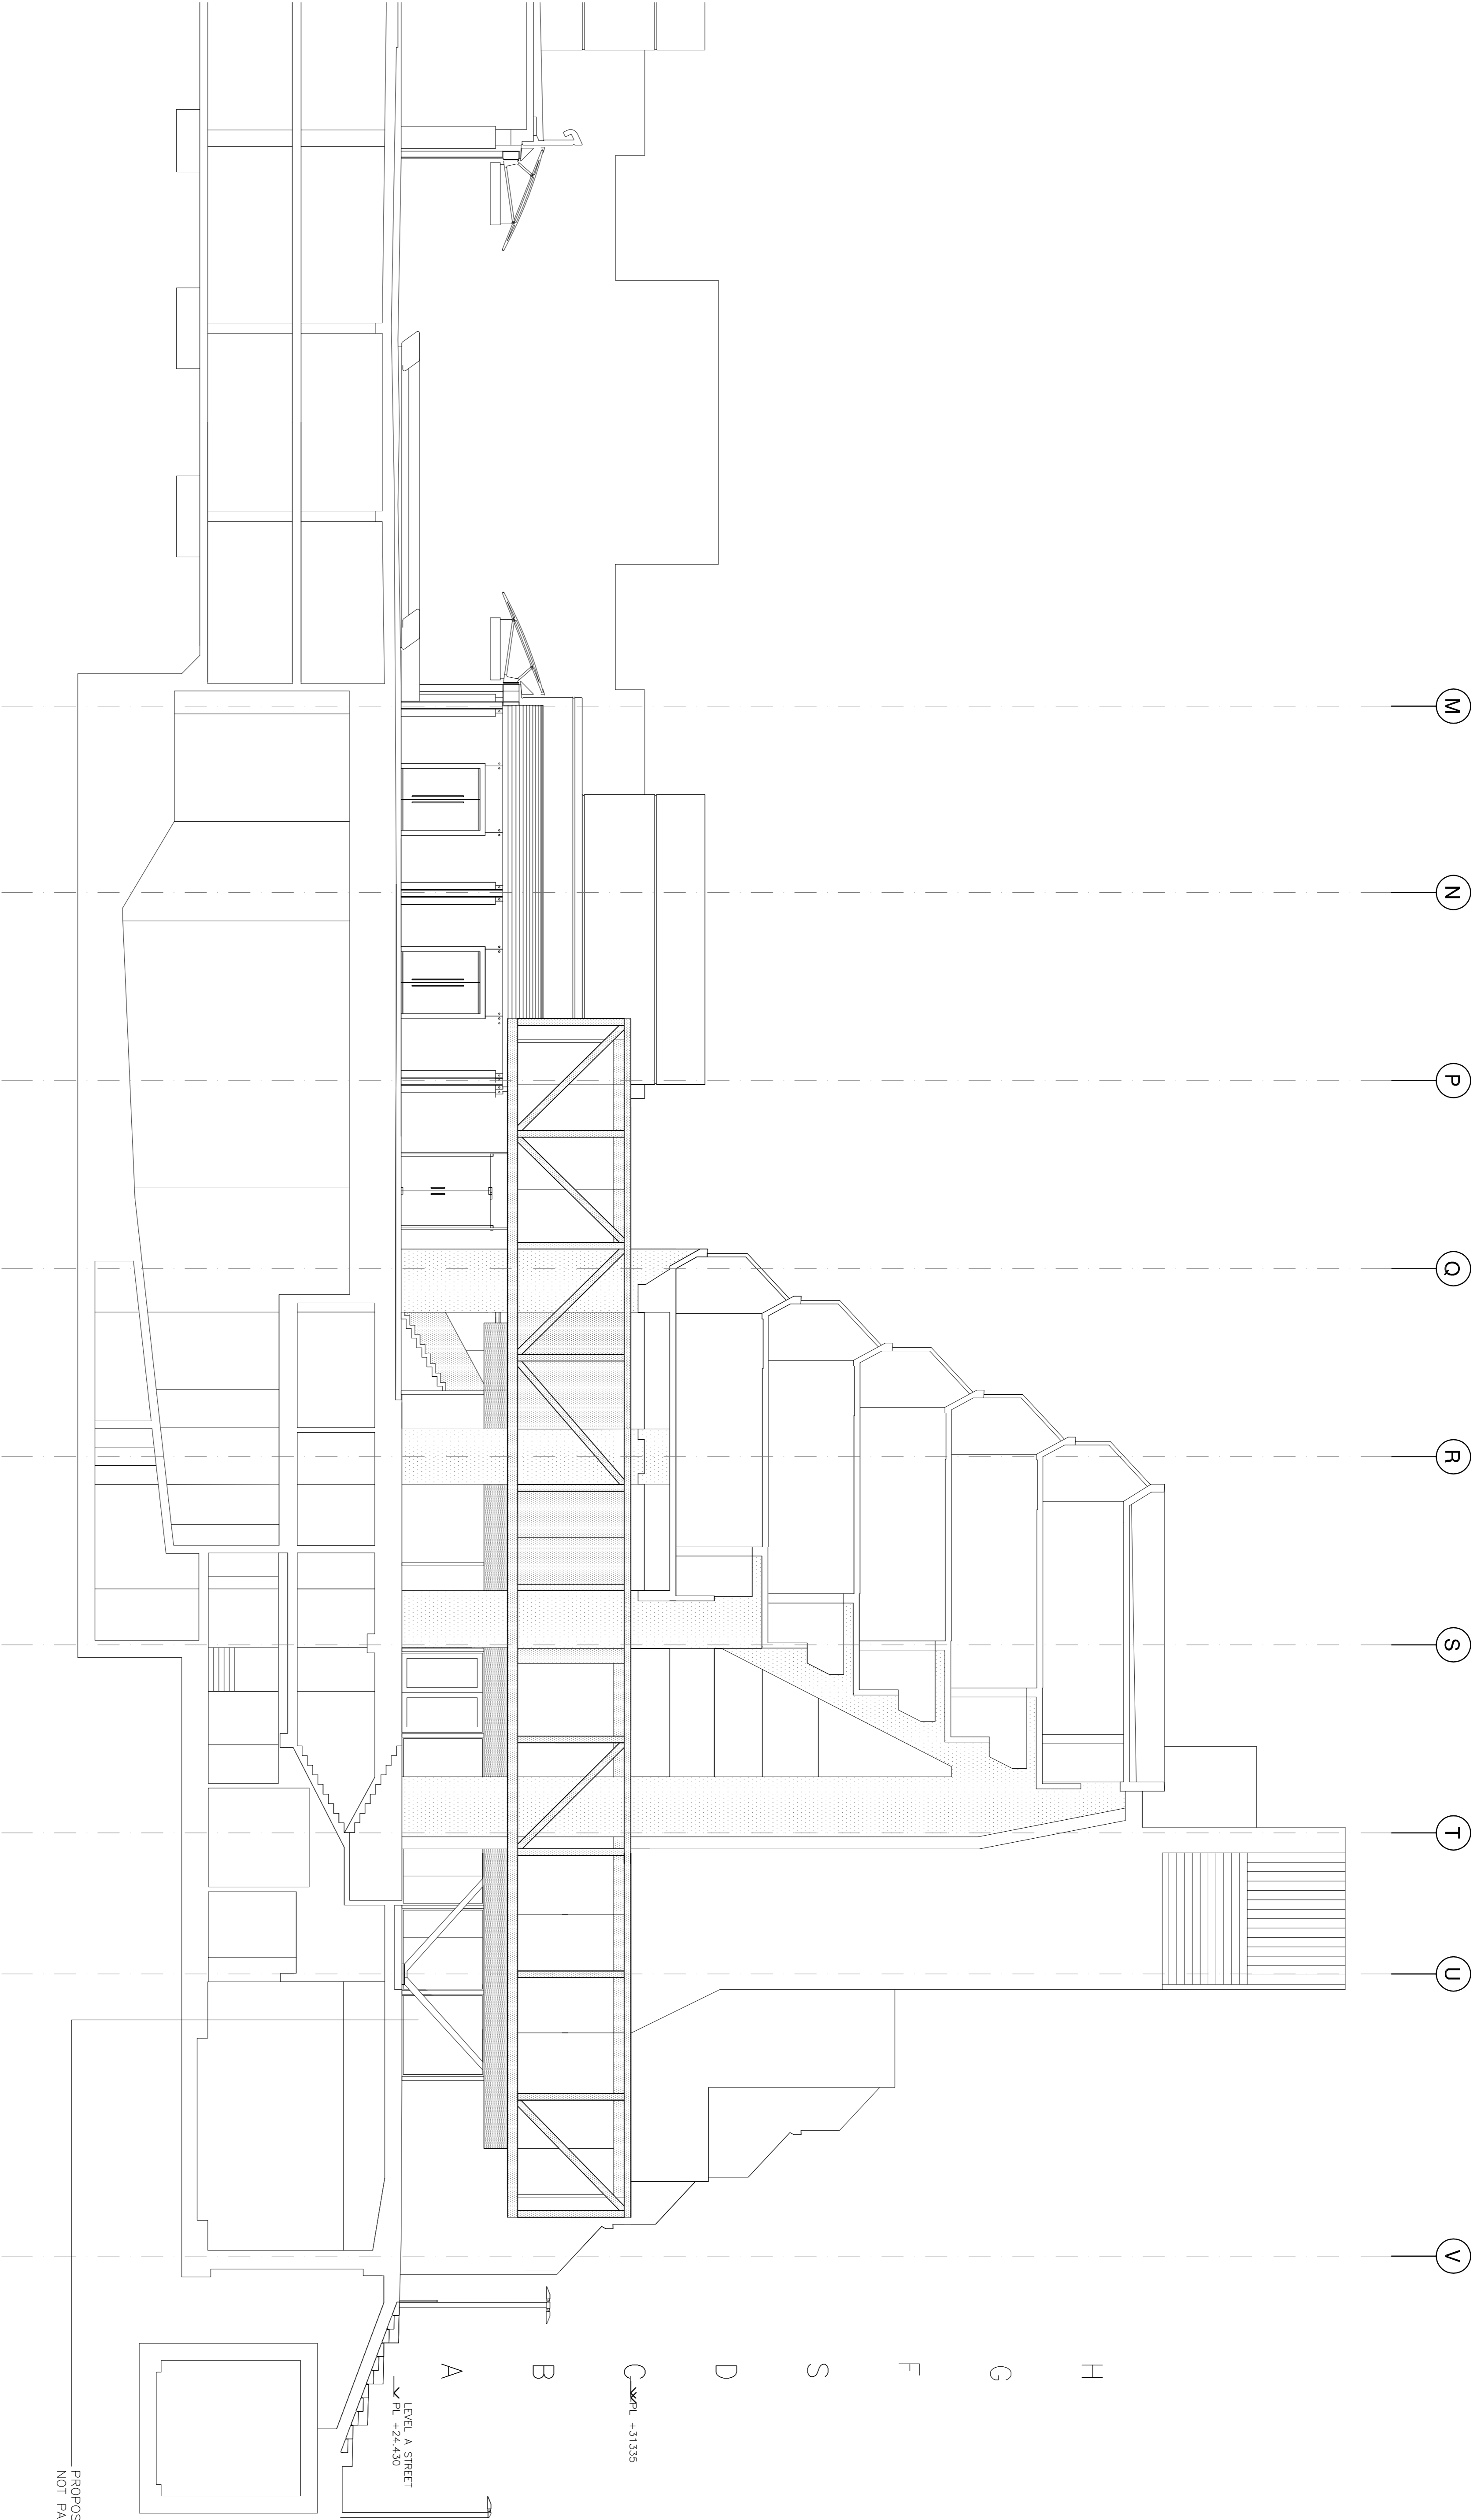 M
N
P
Q
R
S
T
U
V
H
G
F
S
D
C
PL +31335
B
A
LEVEL A STREET
PL +24.430
PROPOS
NOT PA